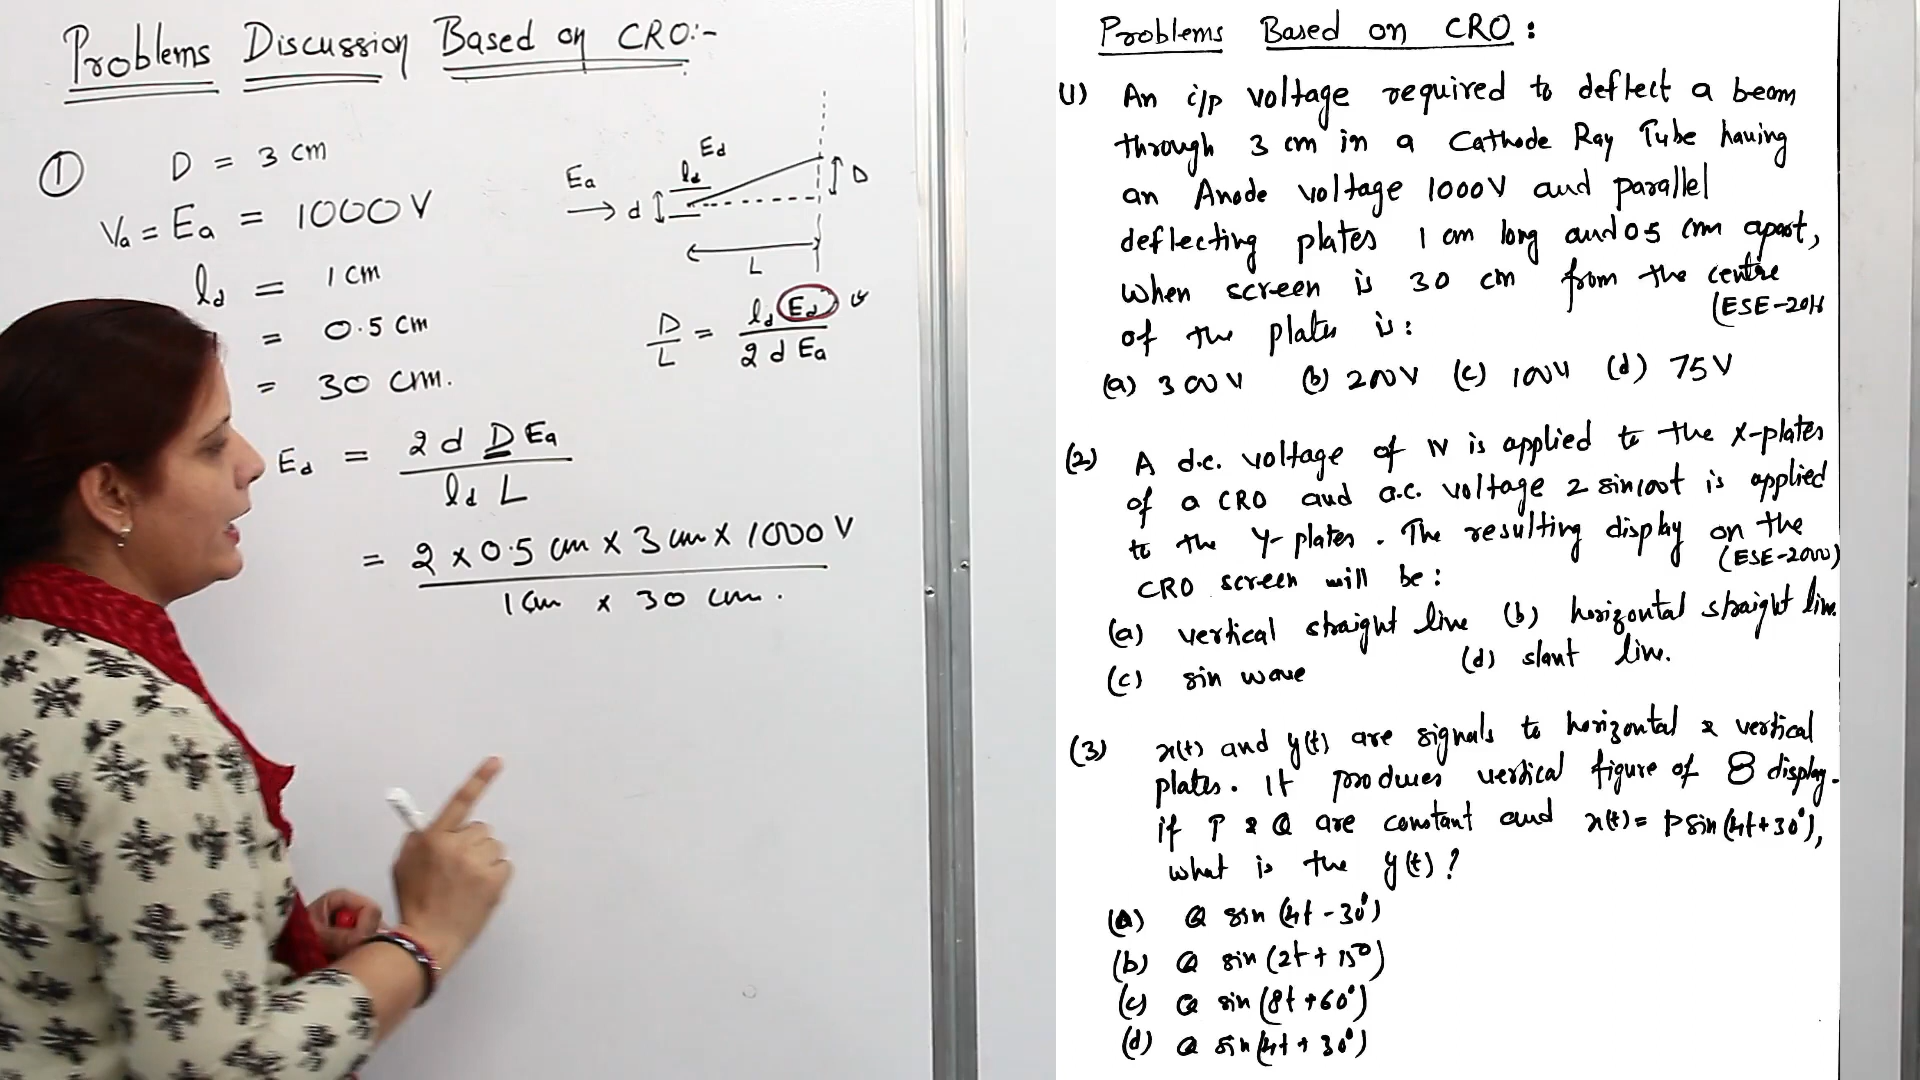 Problems Discussion Based on CRO:-
① D = 3 cm
Va = Ea = 1000 V
ld = 1 cm
= 0.5 cm
= 30 cm.
Ed = 2 d D Ea / ld L
= 2 x 0.5 cm x 3 cm x 1000 V / 1 cm x 30 cm.
Ea
d
ld
Ed
D
L
D/L = ld Ed / 2 d Ea
Problems Based on CRO :
(1) An i/p voltage required to deflect a beam
through 3 cm in a Cathode Ray Tube having
an Anode voltage 1000V and parallel
deflecting plates 1 cm long and 0.5 cm apart,
when screen is 30 cm from the centre
of the plates is :
(ESE-2011
(a) 300 V (b) 200V (c) 100V (d) 75V
(2) A d.c. voltage of 1V is applied to the X-plates
of a CRO and a.c. voltage 2 sin100t is applied
to the Y-plates. The resulting display on the
CRO screen will be :
(ESE-2000)
(a) vertical straight line (b) horizontal straight line.
(c) sin wave (d) slant line.
(3) x(t) and y(t) are signals to horizontal & vertical
plates. It produces vertical figure of 8 display.
if P & Q are constant and x(t) = P sin(4t+30°),
what is the y(t) ?
(a) Q sin (4t-30°)
(b) Q sin (2t+15°)
(c) Q sin (8t+60°)
(d) Q sin (4t+30°)